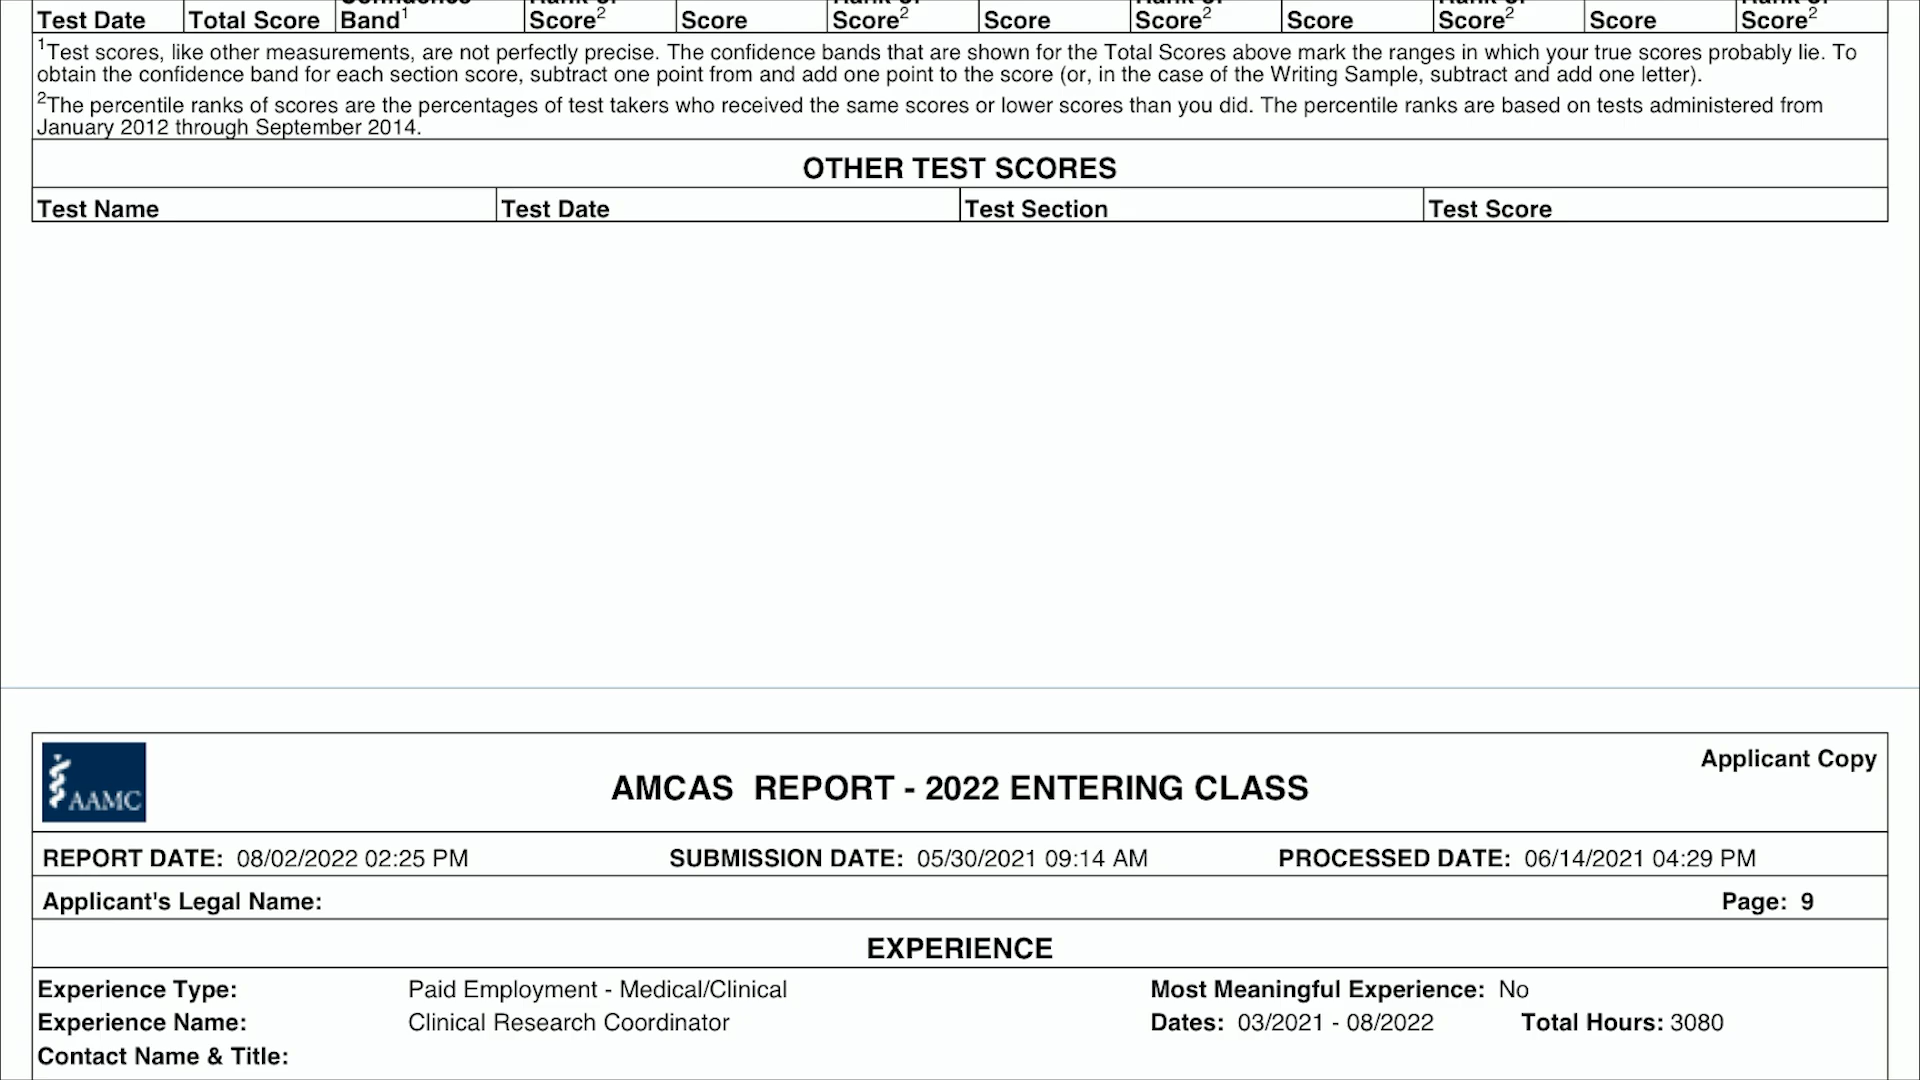 Test Date Total Score Band1 Score2 Score Score2 Score Score2 Score Score2 Score Score2
1Test scores, like other measurements, are not perfectly precise. The confidence bands that are shown for the Total Scores above mark the ranges in which your true scores probably lie. To
obtain the confidence band for each section score, subtract one point from and add one point to the score (or, in the case of the Writing Sample, subtract and add one letter).
2The percentile ranks of scores are the percentages of test takers who received the same scores or lower scores than you did. The percentile ranks are based on tests administered from
January 2012 through September 2014.
OTHER TEST SCORES
Test Name Test Date Test Section Test Score
AAMC
Applicant Copy
AMCAS REPORT - 2022 ENTERING CLASS
REPORT DATE: 08/02/2022 02:25 PM SUBMISSION DATE: 05/30/2021 09:14 AM PROCESSED DATE: 06/14/2021 04:29 PM
Applicant's Legal Name: Page: 9
EXPERIENCE
Experience Type: Paid Employment - Medical/Clinical Most Meaningful Experience: No
Experience Name: Clinical Research Coordinator Dates: 03/2021 - 08/2022 Total Hours: 3080
Contact Name & Title: